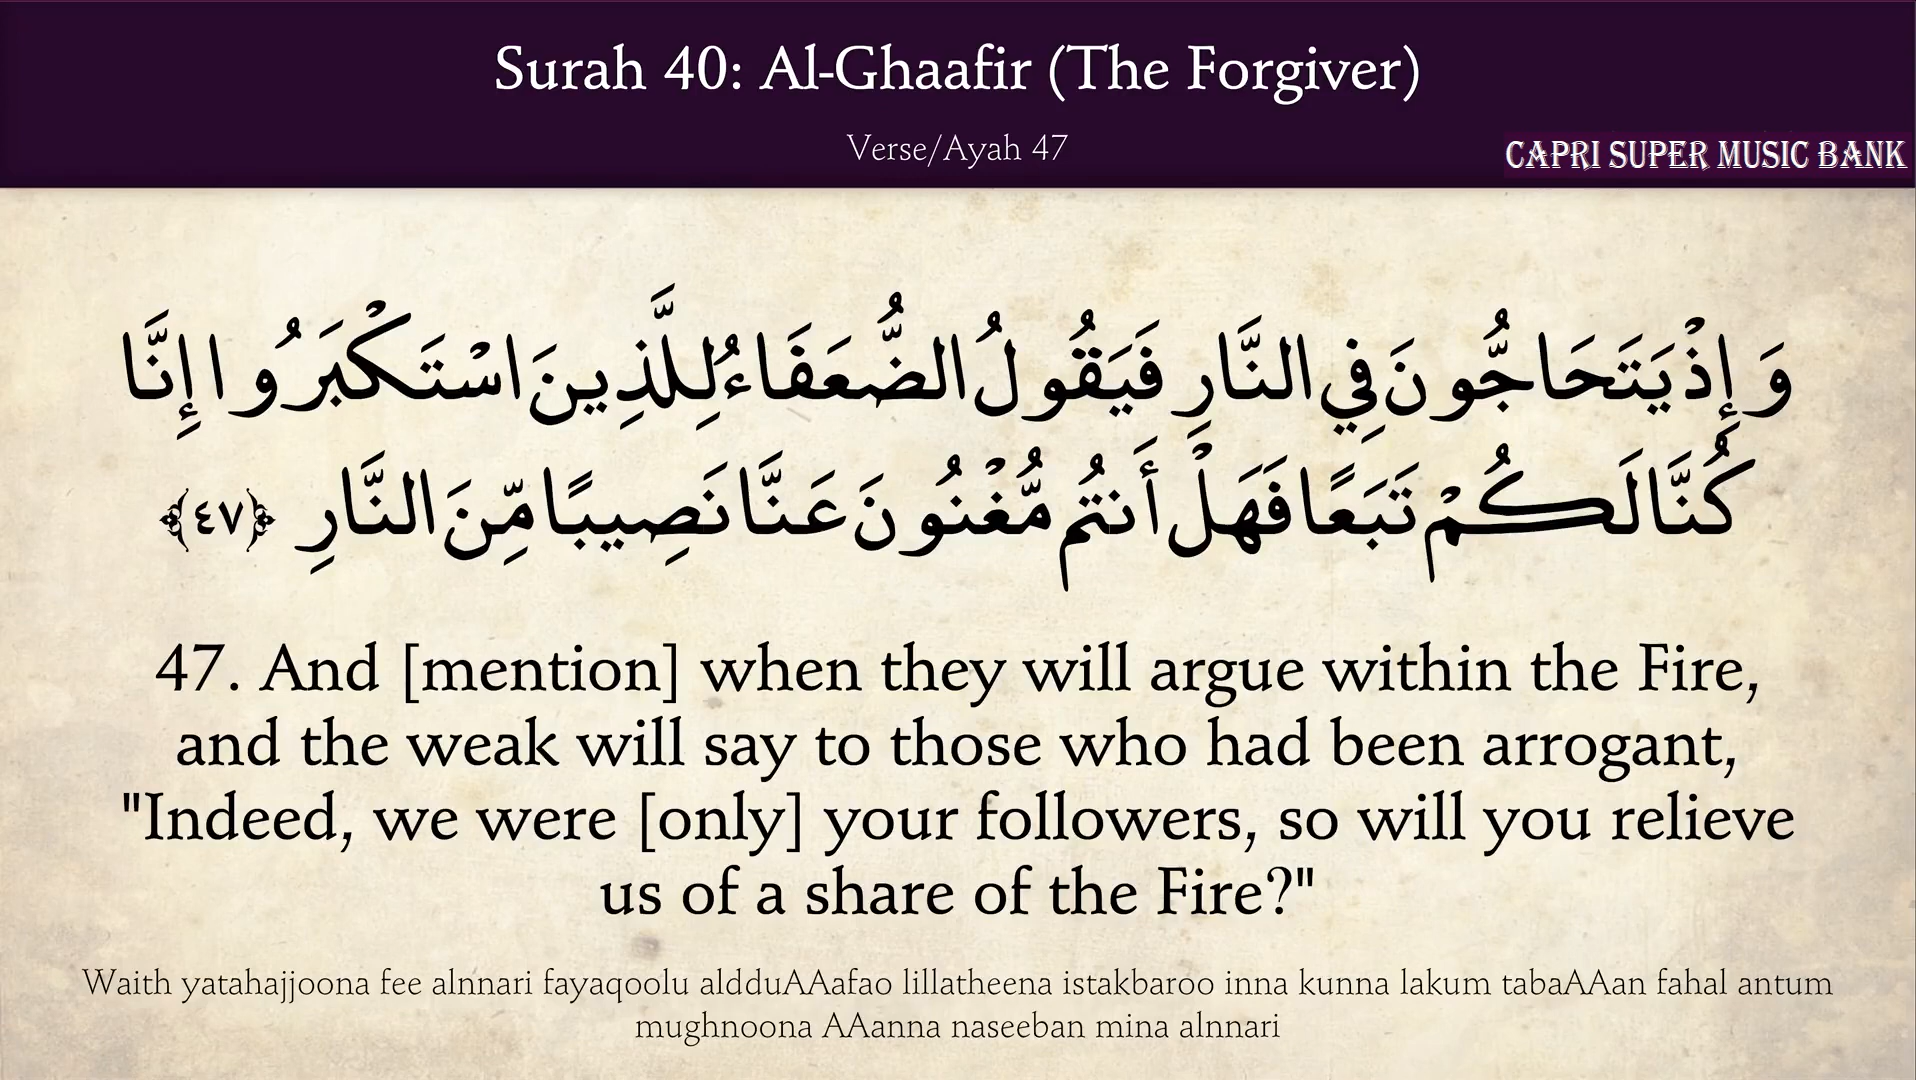 Surah 40: Al-Ghaafir (The Forgiver)
Verse/Ayah 47
CAPRI SUPER MUSIC BANK
وَإِذْ يَتَحَاجُّونَ فِي النَّارِ فَيَقُولُ الضُّعَفَاءُ لِلَّذِينَ اسْتَكْبَرُوا إِنَّا
كُنَّا لَكُمْ تَبَعًا فَهَلْ أَنتُم مُّغْنُونَ عَنَّا نَصِيبًا مِّنَ النَّارِ ﴿٤٧﴾
47. And [mention] when they will argue within the Fire,
and the weak will say to those who had been arrogant,
"Indeed, we were [only] your followers, so will you relieve
us of a share of the Fire?"
Waith yatahajjoona fee alnnari fayaqoolu aldduAAafao lillatheena istakbaroo inna kunna lakum tabaAAan fahal antum
mughnoona AAanna naseeban mina alnnari